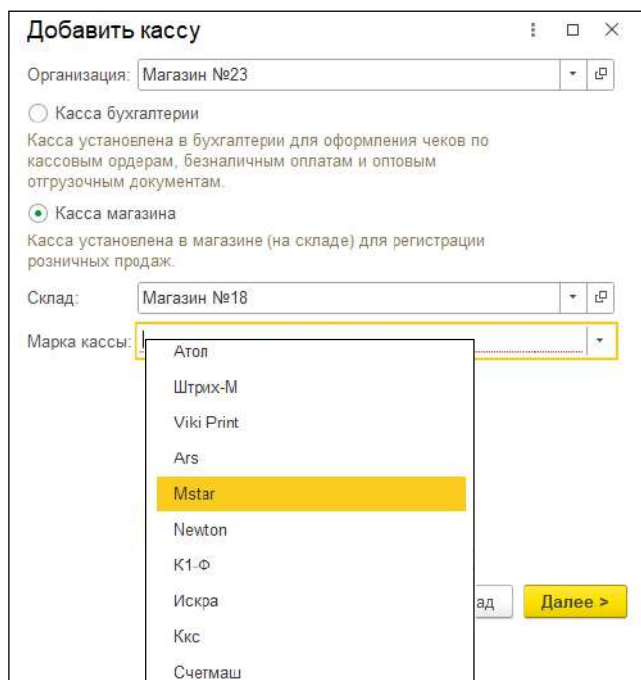 Добавить кассу
Организация: Магазин №23
Касса бухгалтерии
Касса установлена в бухгалтерии для оформления чеков по
кассовым ордерам, безналичным оплатам и оптовым
отгрузочным документам.
Касса магазина
Касса установлена в магазине (на складе) для регистрации
розничных продаж.
Склад: Магазин №18
Марка кассы:
Атол
Штрих-М
Viki Print
Ars
Mstar
Newton
К1-Ф
Искра
ад Далее >
Ккс
Счетмаш